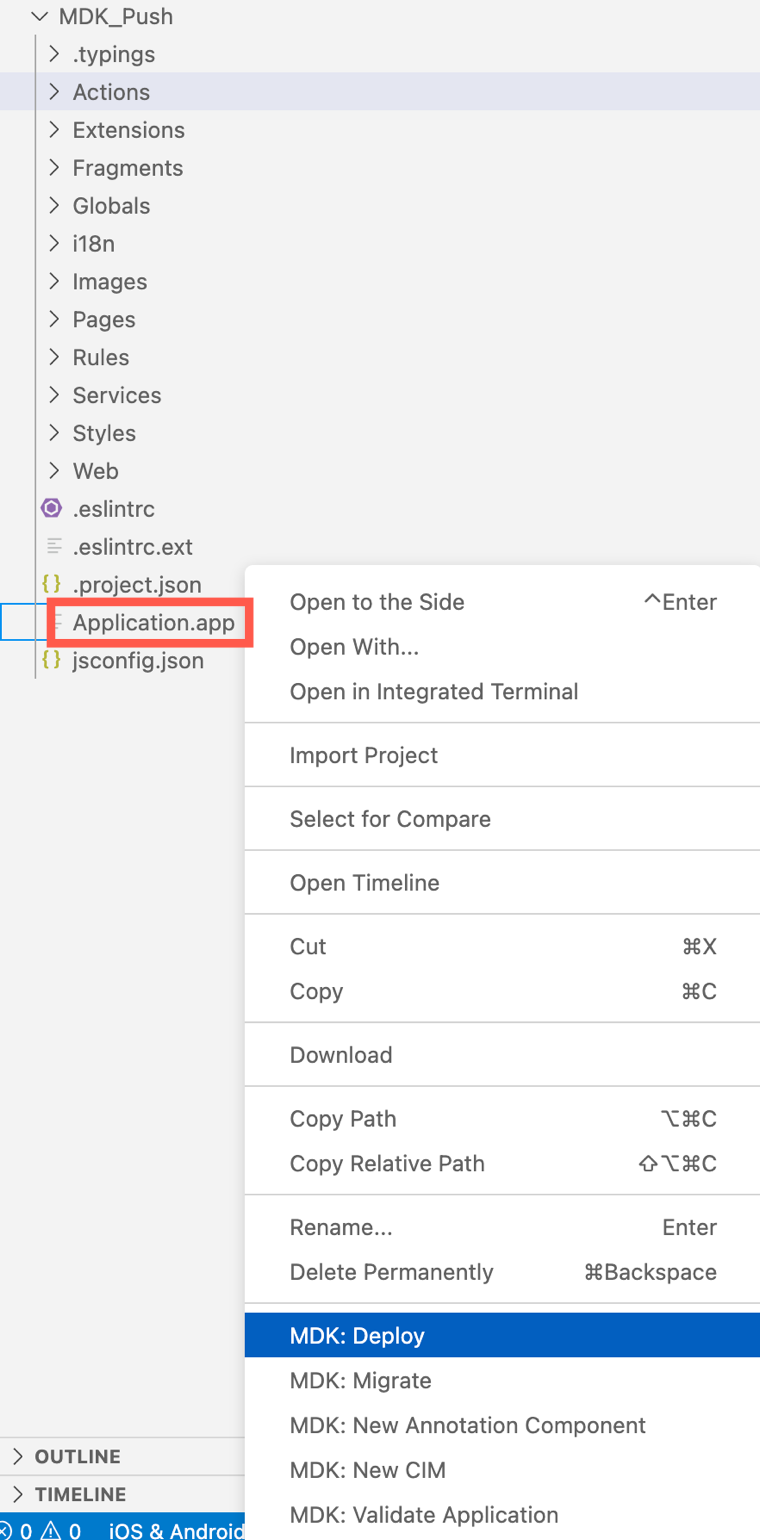 MDK_Push
.typings
Actions
Extensions
Fragments
Globals
i18n
Images
Pages
Rules
Services
Styles
Web
.eslintrc
.eslintrc.ext
.project.json
Application.app
jsconfig.json
Open to the Side ^Enter
Open With...
Open in Integrated Terminal
Import Project
Select for Compare
Open Timeline
Cut ⌘X
Copy ⌘C
Download
Copy Path ⌥⌘C
Copy Relative Path ⇧⌥⌘C
Rename... Enter
Delete Permanently ⌘Backspace
MDK: Deploy
MDK: Migrate
MDK: New Annotation Component
MDK: New CIM
MDK: Validate Application
OUTLINE
TIMELINE
0 0 iOS & Android